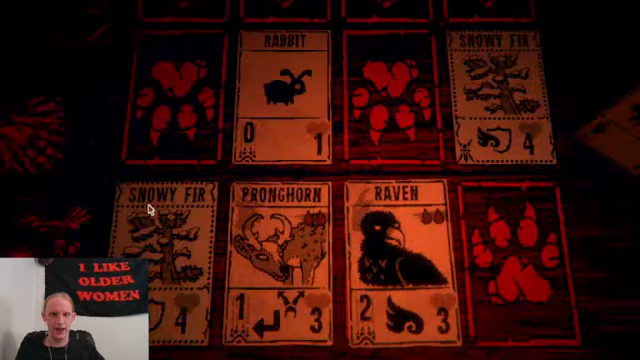 RABBIT
SNOWY FIR
0
1
4
SNOWY FIR
PRONGHORN
RAVEN
4
1
3
2
3
I LIKE
OLDER
WOMEN